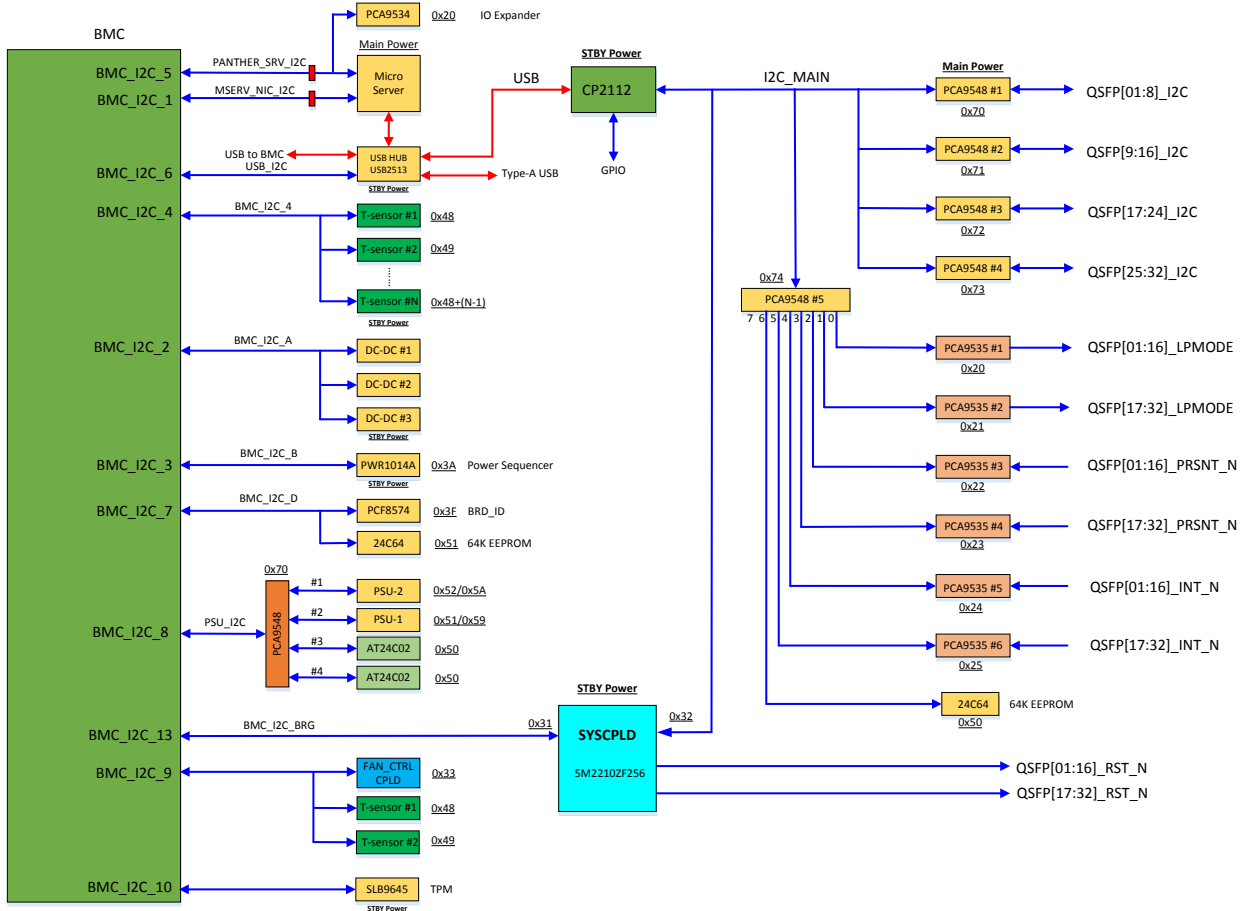 BMC
BMC_I2C_5
BMC_I2C_1
BMC_I2C_6
BMC_I2C_4
BMC_I2C_2
BMC_I2C_3
BMC_I2C_7
BMC_I2C_8
BMC_I2C_13
BMC_I2C_9
BMC_I2C_10
PANTHER_SRV_I2C
MSERV_NIC_I2C
PCA9534
0x20
IO Expander
Main Power
Micro
Server
USB to BMC
USB_I2C
USB HUB
USB2513
STBY Power
Type-A USB
USB
BMC_I2C_4
T-sensor #1
0x48
T-sensor #2
0x49
T-sensor #N
0x48+(N-1)
STBY Power
BMC_I2C_A
DC-DC #1
DC-DC #2
DC-DC #3
STBY Power
BMC_I2C_B
PWR1014A
0x3A
Power Sequencer
STBY Power
BMC_I2C_D
PCF8574
0x3F
BRD_ID
24C64
0x51
64K EEPROM
PSU_I2C
0x70
PCA9548
#1
PSU-2
0x52/0x5A
#2
PSU-1
0x51/0x59
#3
AT24C02
0x50
#4
AT24C02
0x50
BMC_I2C_BRG
0x31
STBY Power
SYSCPLD
5M2210ZF256
0x32
QSFP[01:16]_RST_N
QSFP[17:32]_RST_N
FAN_CTRL
CPLD
0x33
T-sensor #1
0x48
T-sensor #2
0x49
SLB9645
TPM
STBY Power
STBY Power
CP2112
GPIO
I2C_MAIN
Main Power
PCA9548 #1
0x70
QSFP[01:8]_I2C
PCA9548 #2
0x71
QSFP[9:16]_I2C
PCA9548 #3
0x72
QSFP[17:24]_I2C
PCA9548 #4
0x73
QSFP[25:32]_I2C
0x74
PCA9548 #5
7 6 5 4 3 2 1 0
PCA9535 #1
0x20
QSFP[01:16]_LPMODE
PCA9535 #2
0x21
QSFP[17:32]_LPMODE
PCA9535 #3
0x22
QSFP[01:16]_PRSNT_N
PCA9535 #4
0x23
QSFP[17:32]_PRSNT_N
PCA9535 #5
0x24
QSFP[01:16]_INT_N
PCA9535 #6
0x25
QSFP[17:32]_INT_N
24C64
64K EEPROM
0x50